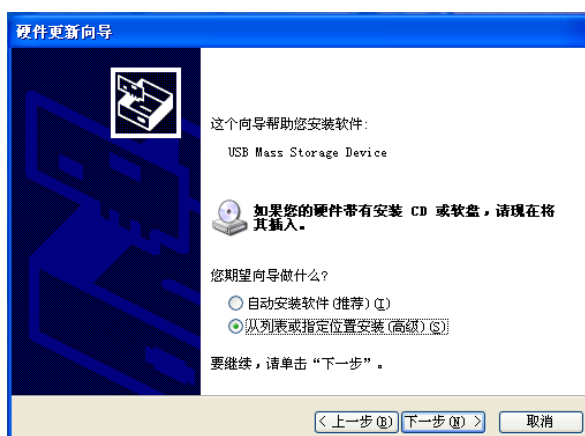 硬件更新向导
这个向导帮助您安装软件:
USB Mass Storage Device
如果您的硬件带有安装 CD 或软盘，请现在将
其插入。
您期望向导做什么?
自动安装软件(推荐)(I)
从列表或指定位置安装(高级)(S)
要继续，请单击“下一步”。
< 上一步(B) 下一步(N) > 取消